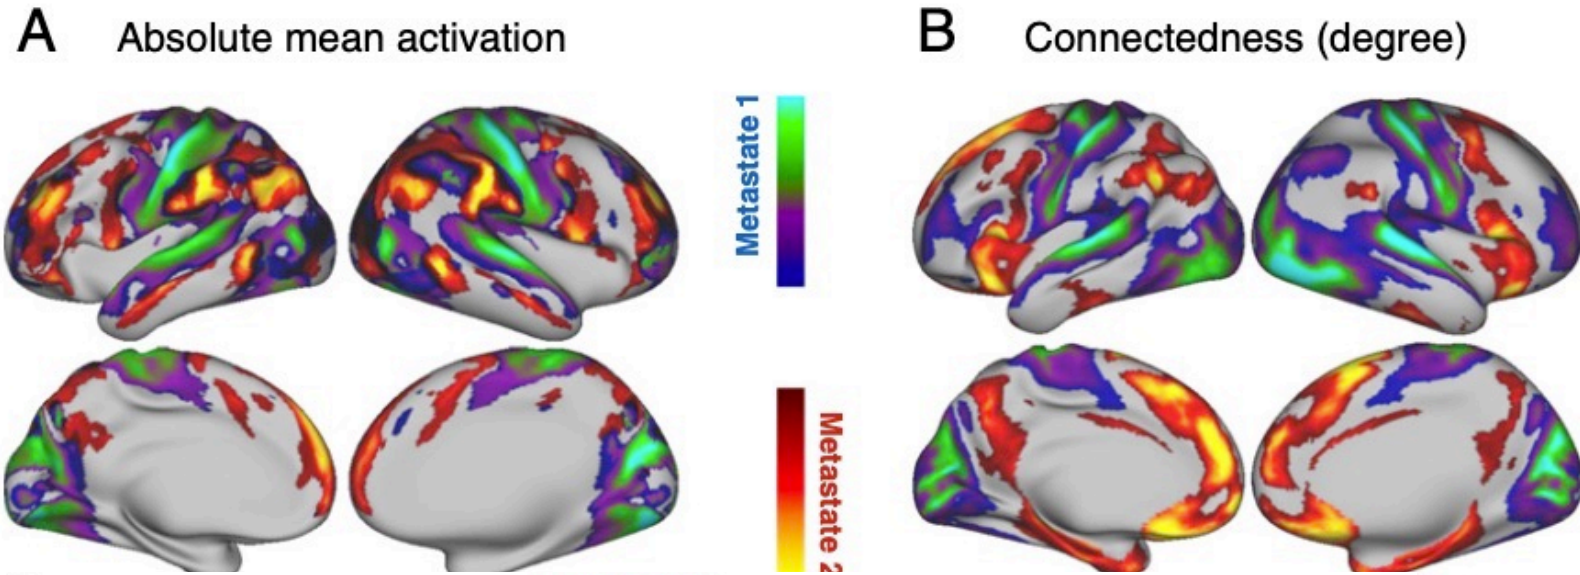 A
Absolute mean activation
B
Connectedness (degree)
Metastate 1
Metastate 2